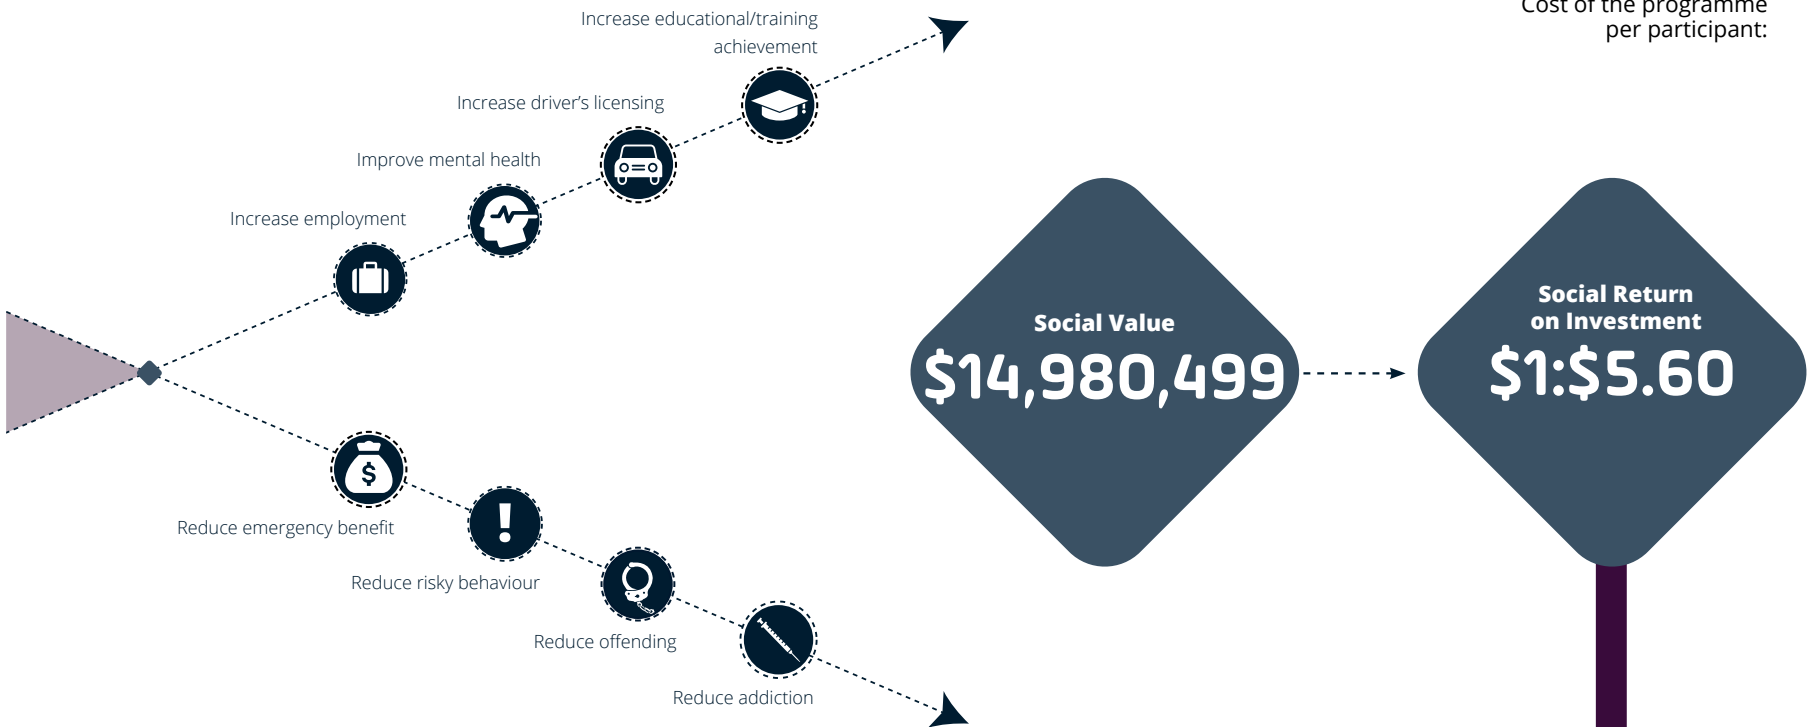 Increase educational/training
achievement
Cost of the programme
per participant:
Increase driver’s licensing
Improve mental health
Increase employment
Social Value
$14,980,499
Social Return
on Investment
$1:$5.60
$
!
Reduce emergency benefit
Reduce risky behaviour
Reduce offending
Reduce addiction